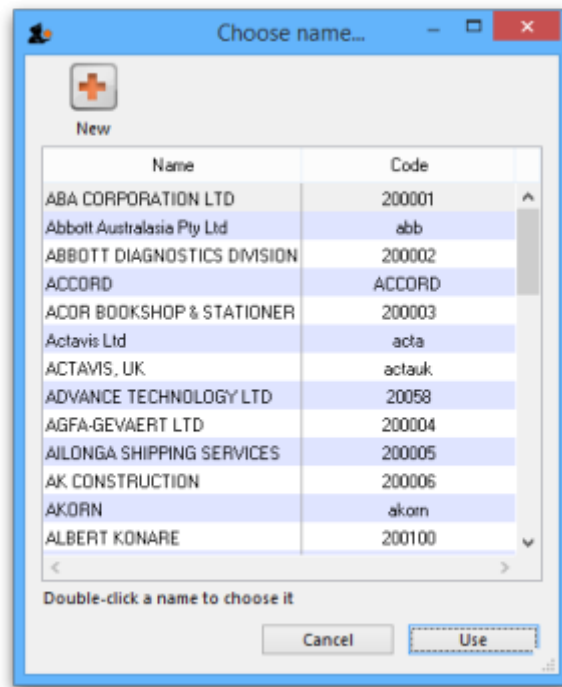 Choose name...
New
Name Code
ABA CORPORATION LTD 200001
Abbott Australasia Pty Ltd abb
ABBOTT DIAGNOSTICS DIVISION 200002
ACCORD ACCORD
ACOR BOOKSHOP & STATIONER 200003
Actavis Ltd acta
ACTAVIS, UK actauk
ADVANCE TECHNOLOGY LTD 20058
AGFA-GEVAERT LTD 200004
AILONGA SHIPPING SERVICES 200005
AK CONSTRUCTION 200006
AKORN akorn
ALBERT KONARE 200100
Double-click a name to choose it
Cancel Use